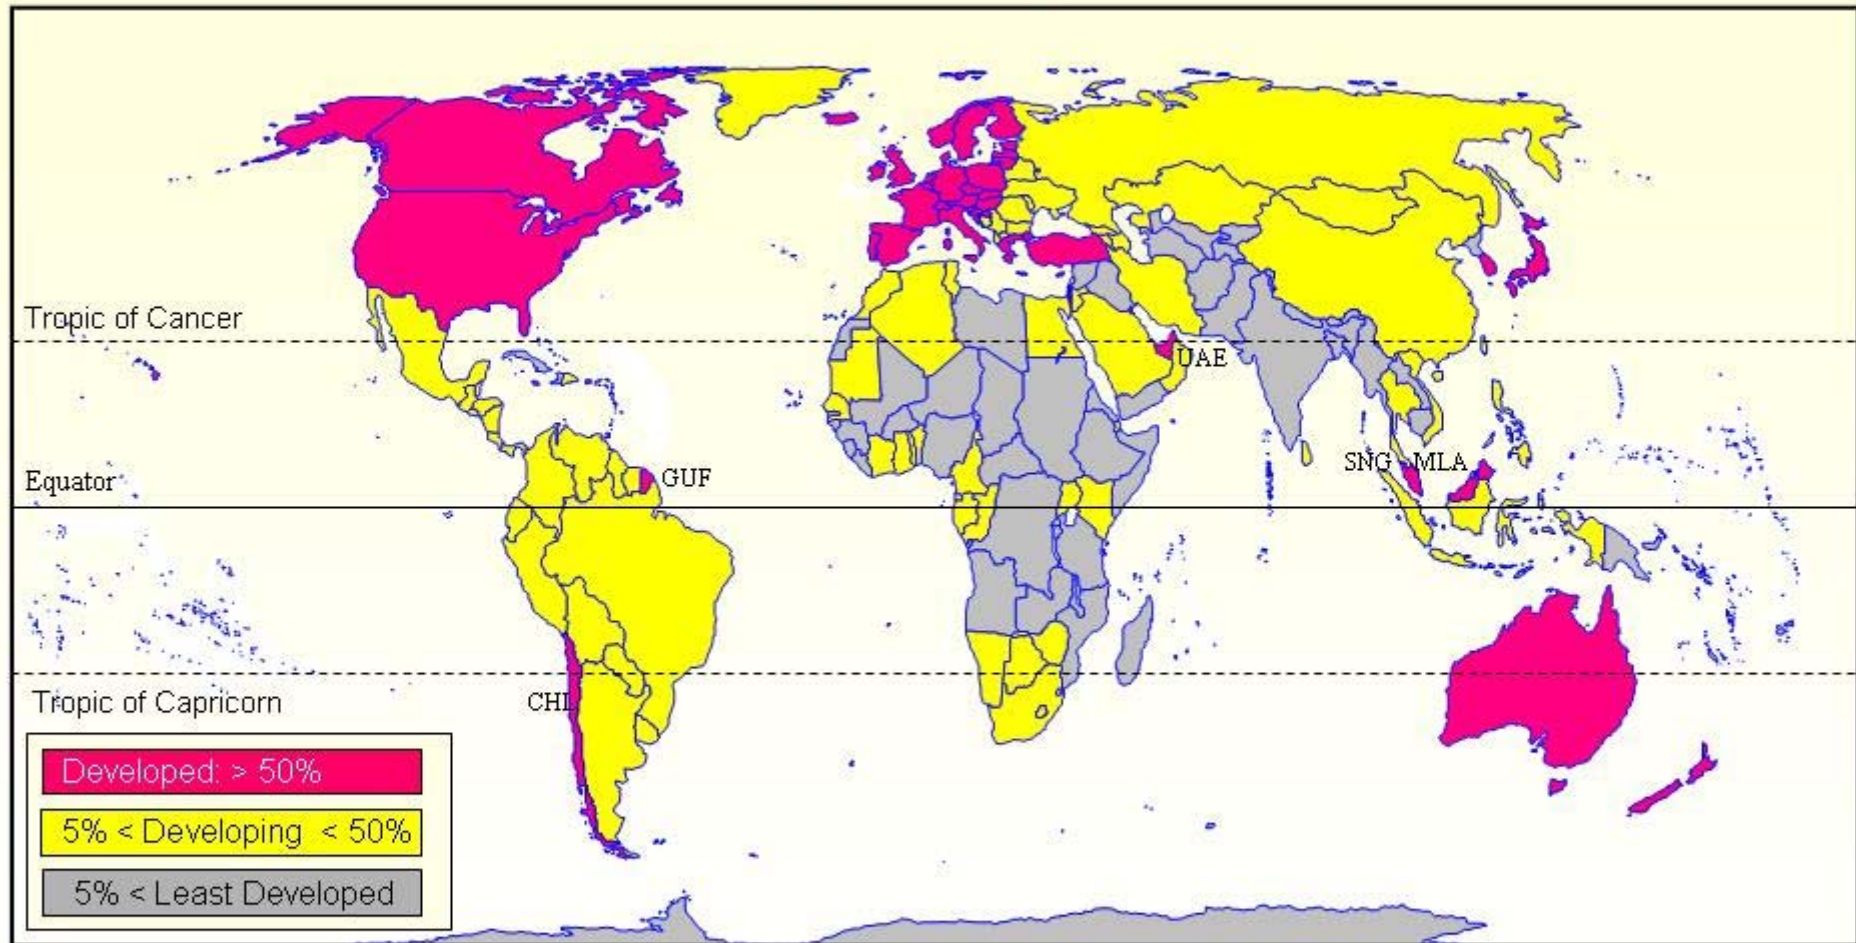 Tropic of Cancer
UAE
SNG MLA
Equator
GUF
Tropic of Capricorn
CHL
Developed: > 50%
5% < Developing < 50%
5% < Least Developed